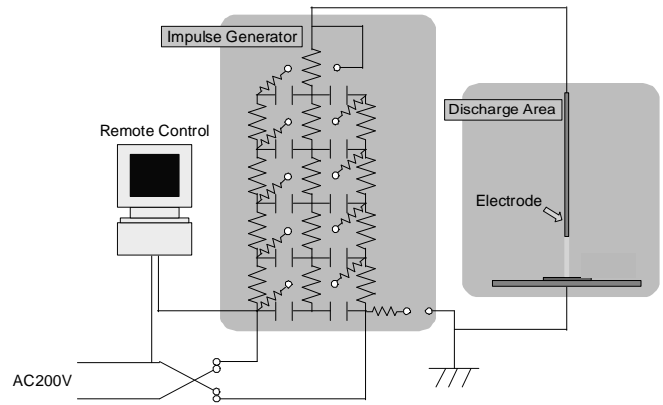 Impulse Generator
Discharge Area
Remote Control
Electrode
AC200V